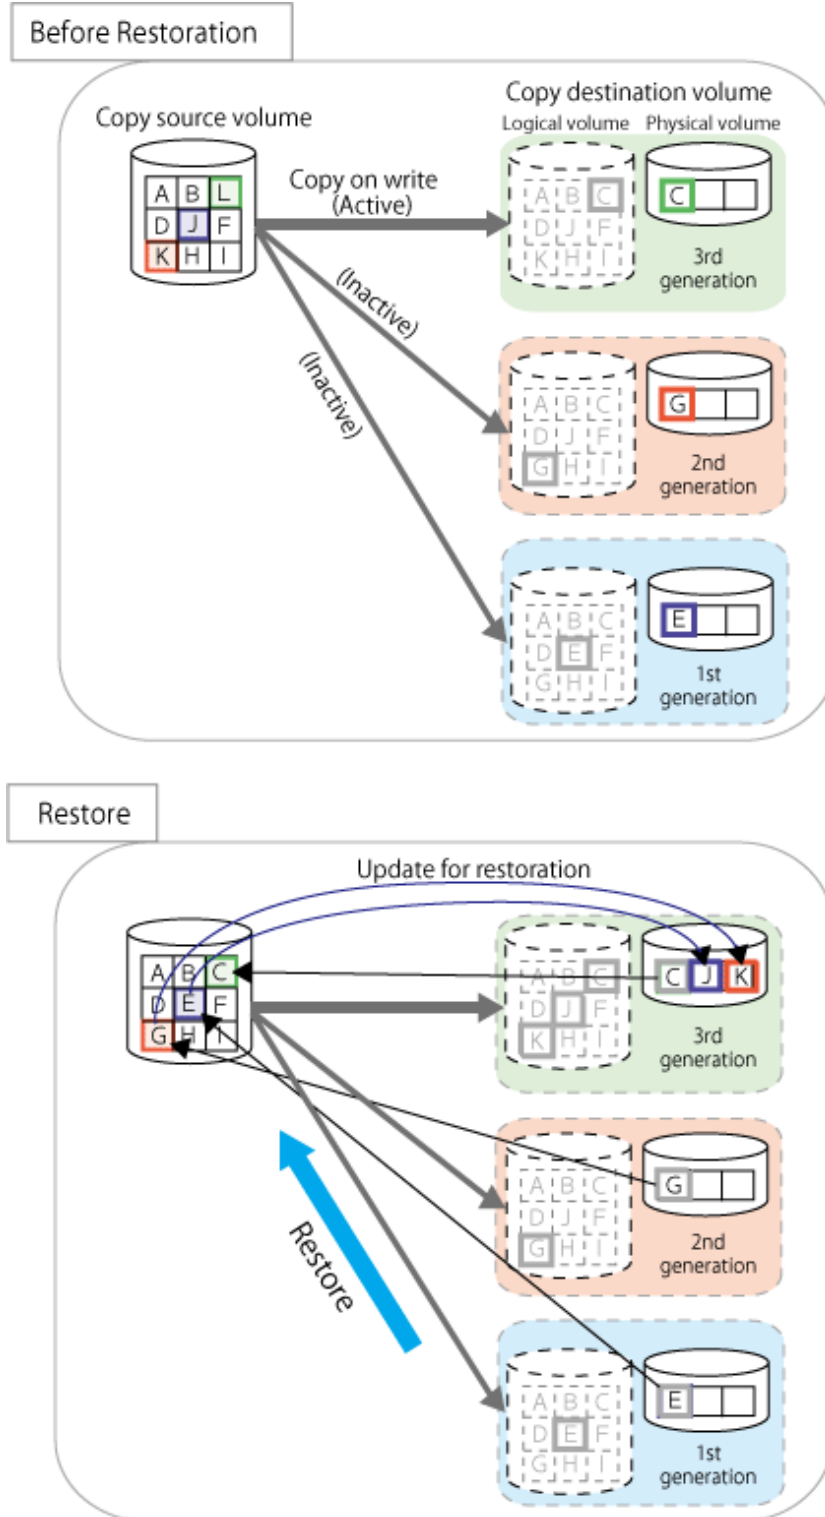 Before Restoration
Copy source volume
Copy destination volume
Logical volume Physical volume
A B L
D J F
K H I
Copy on write
(Active)
(Inactive)
(Inactive)
A B C
D J F
K H I
C
3rd
generation
A B C
D J F
G H I
G
2nd
generation
A B C
D E F
G H I
E
1st
generation
Restore
Update for restoration
A B C
D E F
G H I
A B C
D J F
K H I
C J K
3rd
generation
A B C
D J F
G H I
G
2nd
generation
Restore
A B C
D E F
G H I
E
1st
generation